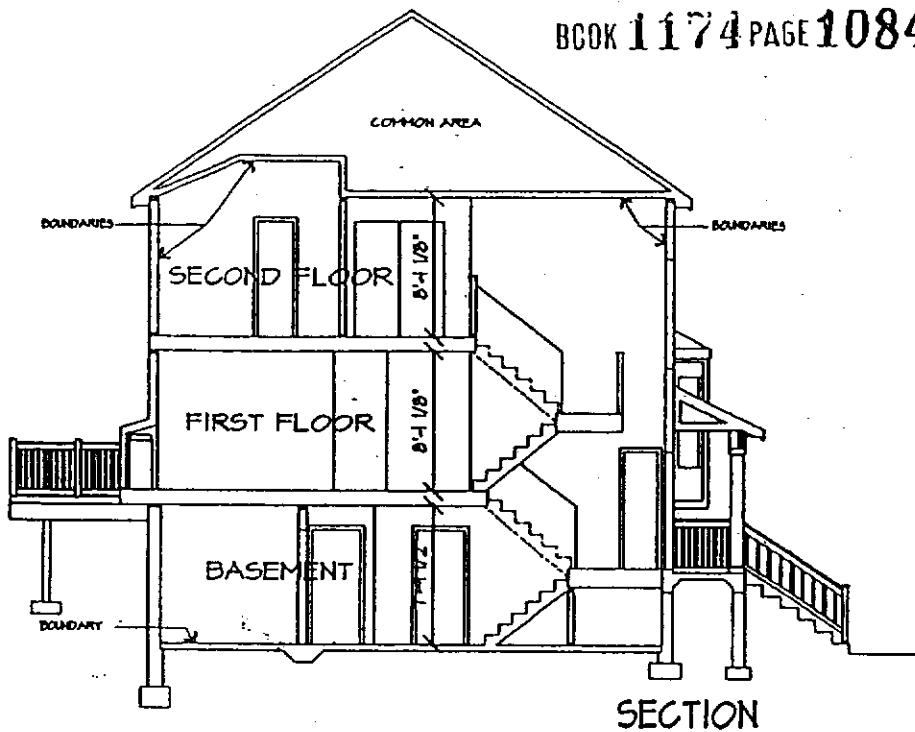 BOOK 1174 PAGE 1084
COMMON AREA
BOUNDARIES
BOUNDARIES
SECOND FLOOR
8'-1 1/8"
FIRST FLOOR
8'-1 1/8"
BASEMENT
BOUNDARY
SECTION